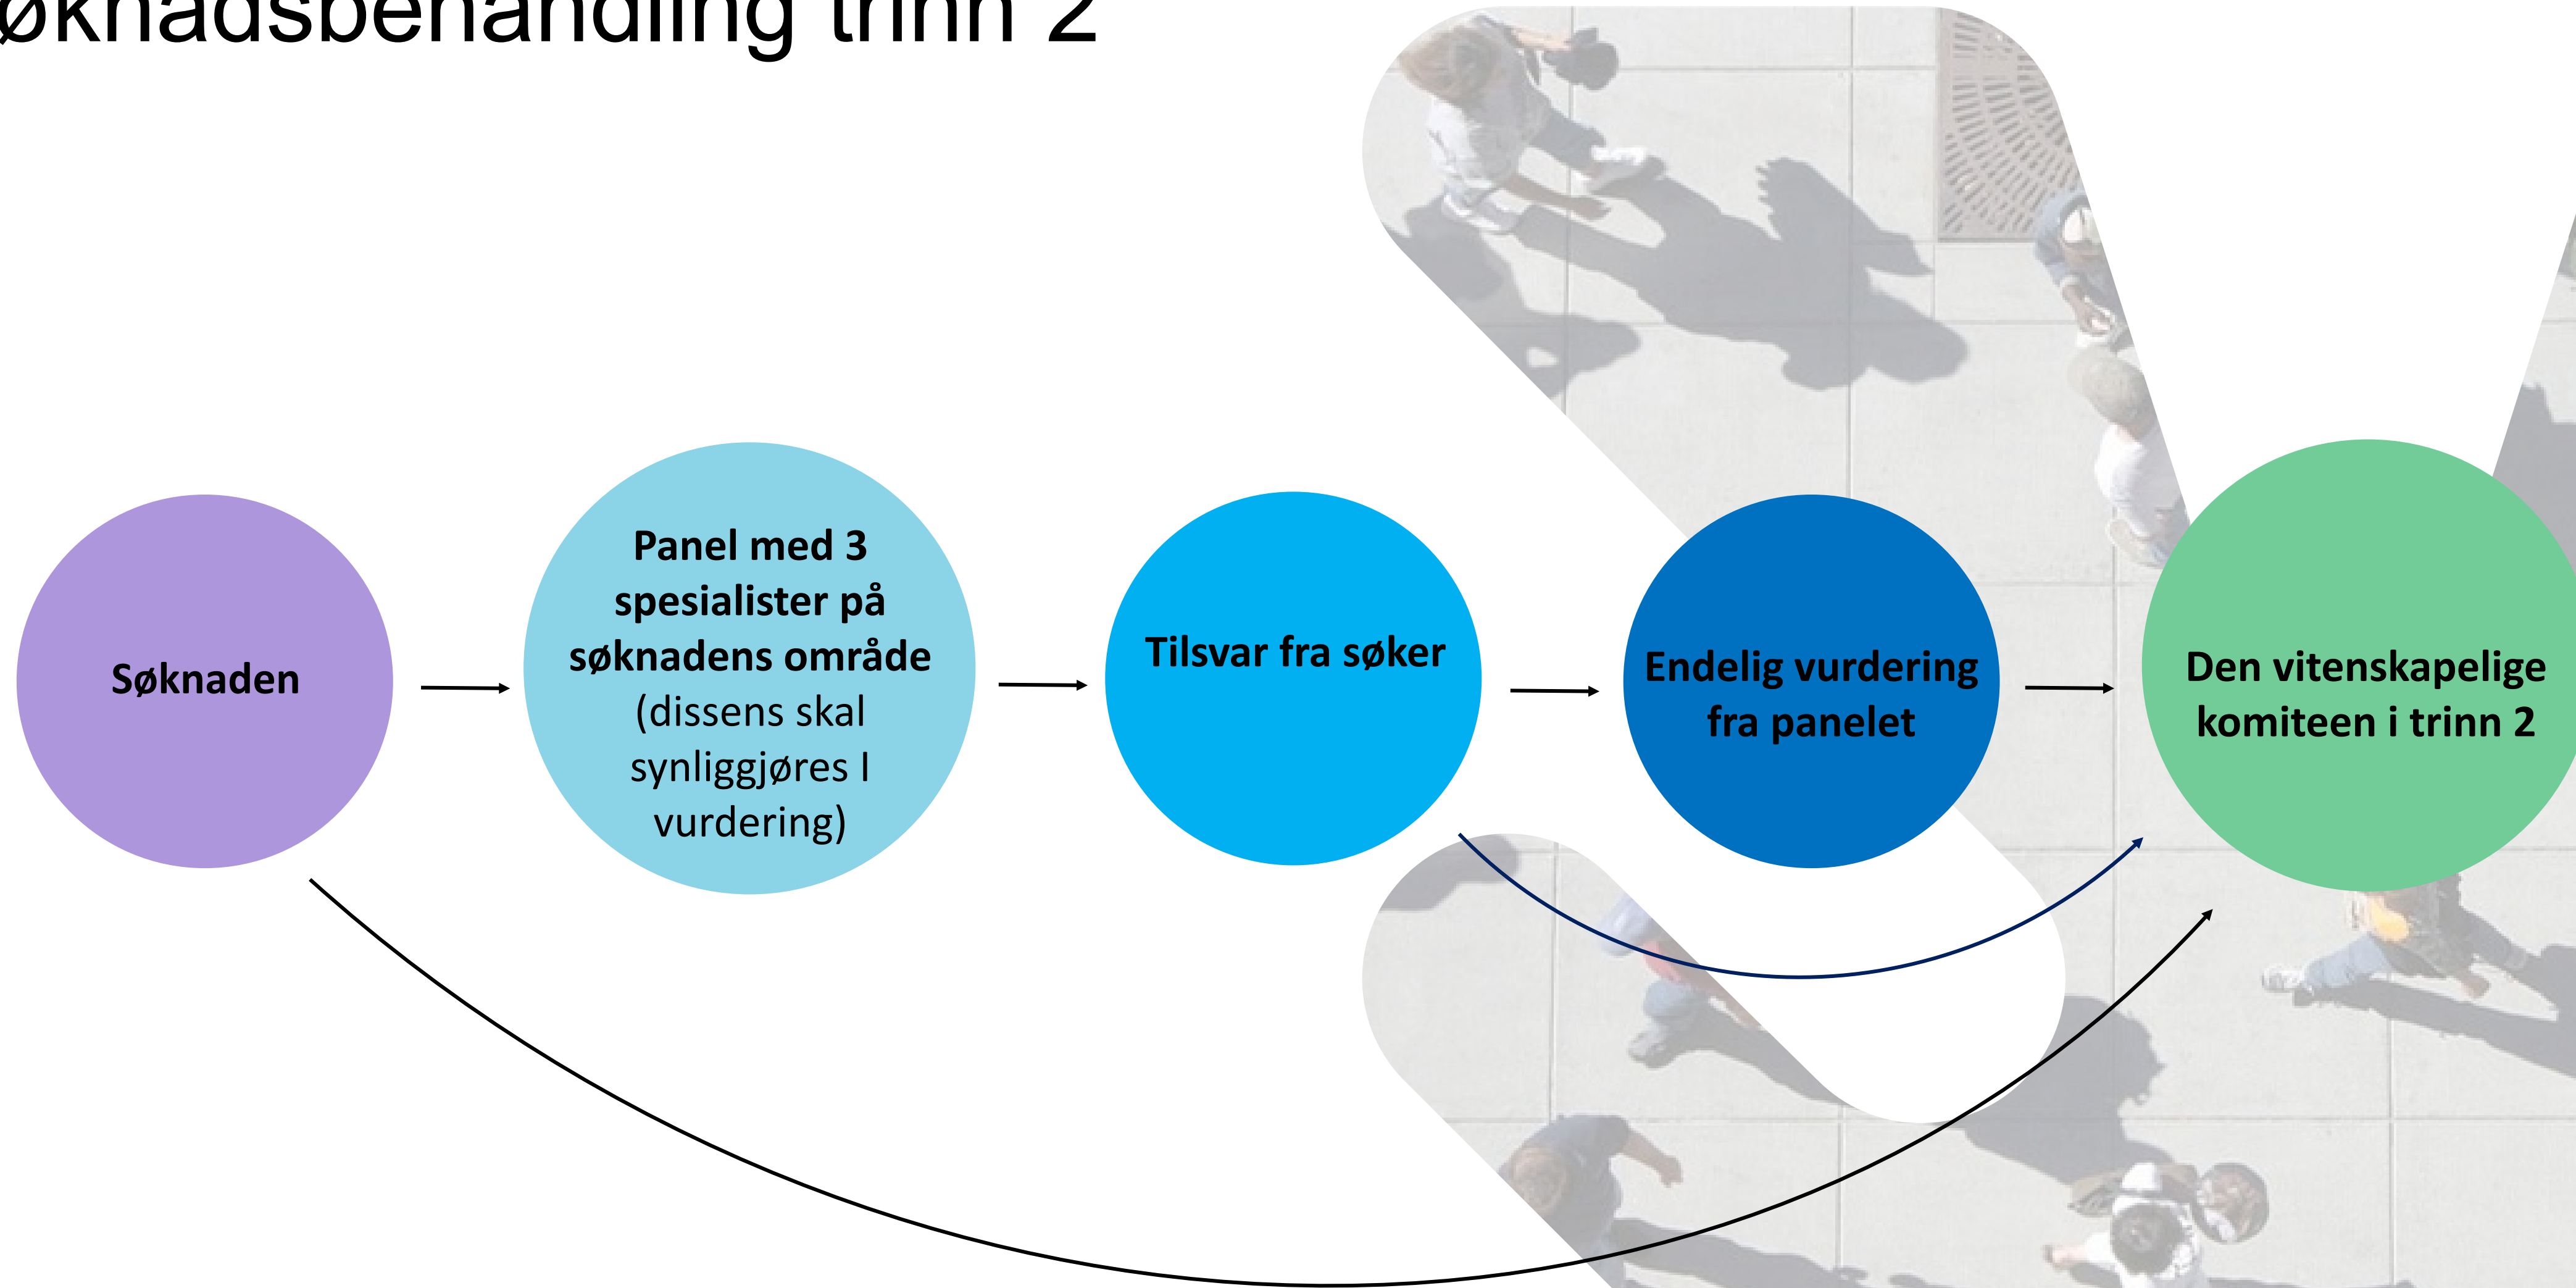 øknadsbehandling trinn 2
Søknaden
Panel med 3
spesialister på
søknadens område
(dissens skal
synliggjøres I
vurdering)
Tilsvar fra søker
Endelig vurdering
fra panelet
Den vitenskapelige
komiteen i trinn 2